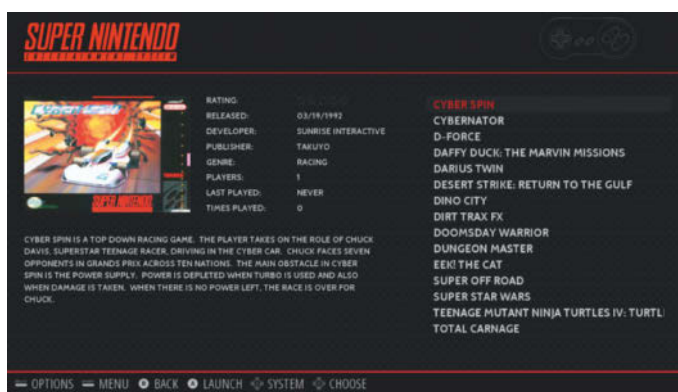 SUPER NINTENDO
ENTERTAINMENT SYSTEM
CYBER SPIN
SUPER NINTENDO
RATING:
RELEASED: 03/19/1992
DEVELOPER: SUNRISE INTERACTIVE
PUBLISHER: TAKUYO
GENRE: RACING
PLAYERS: 1
LAST PLAYED: NEVER
TIMES PLAYED: 0
CYBER SPIN IS A TOP DOWN RACING GAME. THE PLAYER TAKES ON THE ROLE OF CHUCK
DAVIS, SUPERSTAR TEENAGE RACER, DRIVING IN THE CYBER CAR. CHUCK FACES SEVEN
OPPONENTS IN GRANDS PRIX ACROSS TEN NATIONS. THE MAIN OBSTACLE IN CYBER
SPIN IS THE POWER SUPPLY. POWER IS DEPLETED WHEN TURBO IS USED AND ALSO
WHEN DAMAGE IS TAKEN. WHEN THERE IS NO POWER LEFT, THE RACE IS OVER FOR
CHUCK.
CYBER SPIN
CYBERNATOR
D-FORCE
DAFFY DUCK: THE MARVIN MISSIONS
DARIUS TWIN
DESERT STRIKE: RETURN TO THE GULF
DINO CITY
DIRT TRAX FX
DOOMSDAY WARRIOR
DUNGEON MASTER
EEK! THE CAT
SUPER OFF ROAD
SUPER STAR WARS
TEENAGE MUTANT NINJA TURTLES IV: TURTL
TOTAL CARNAGE
OPTIONS MENU B BACK A LAUNCH SYSTEM CHOOSE